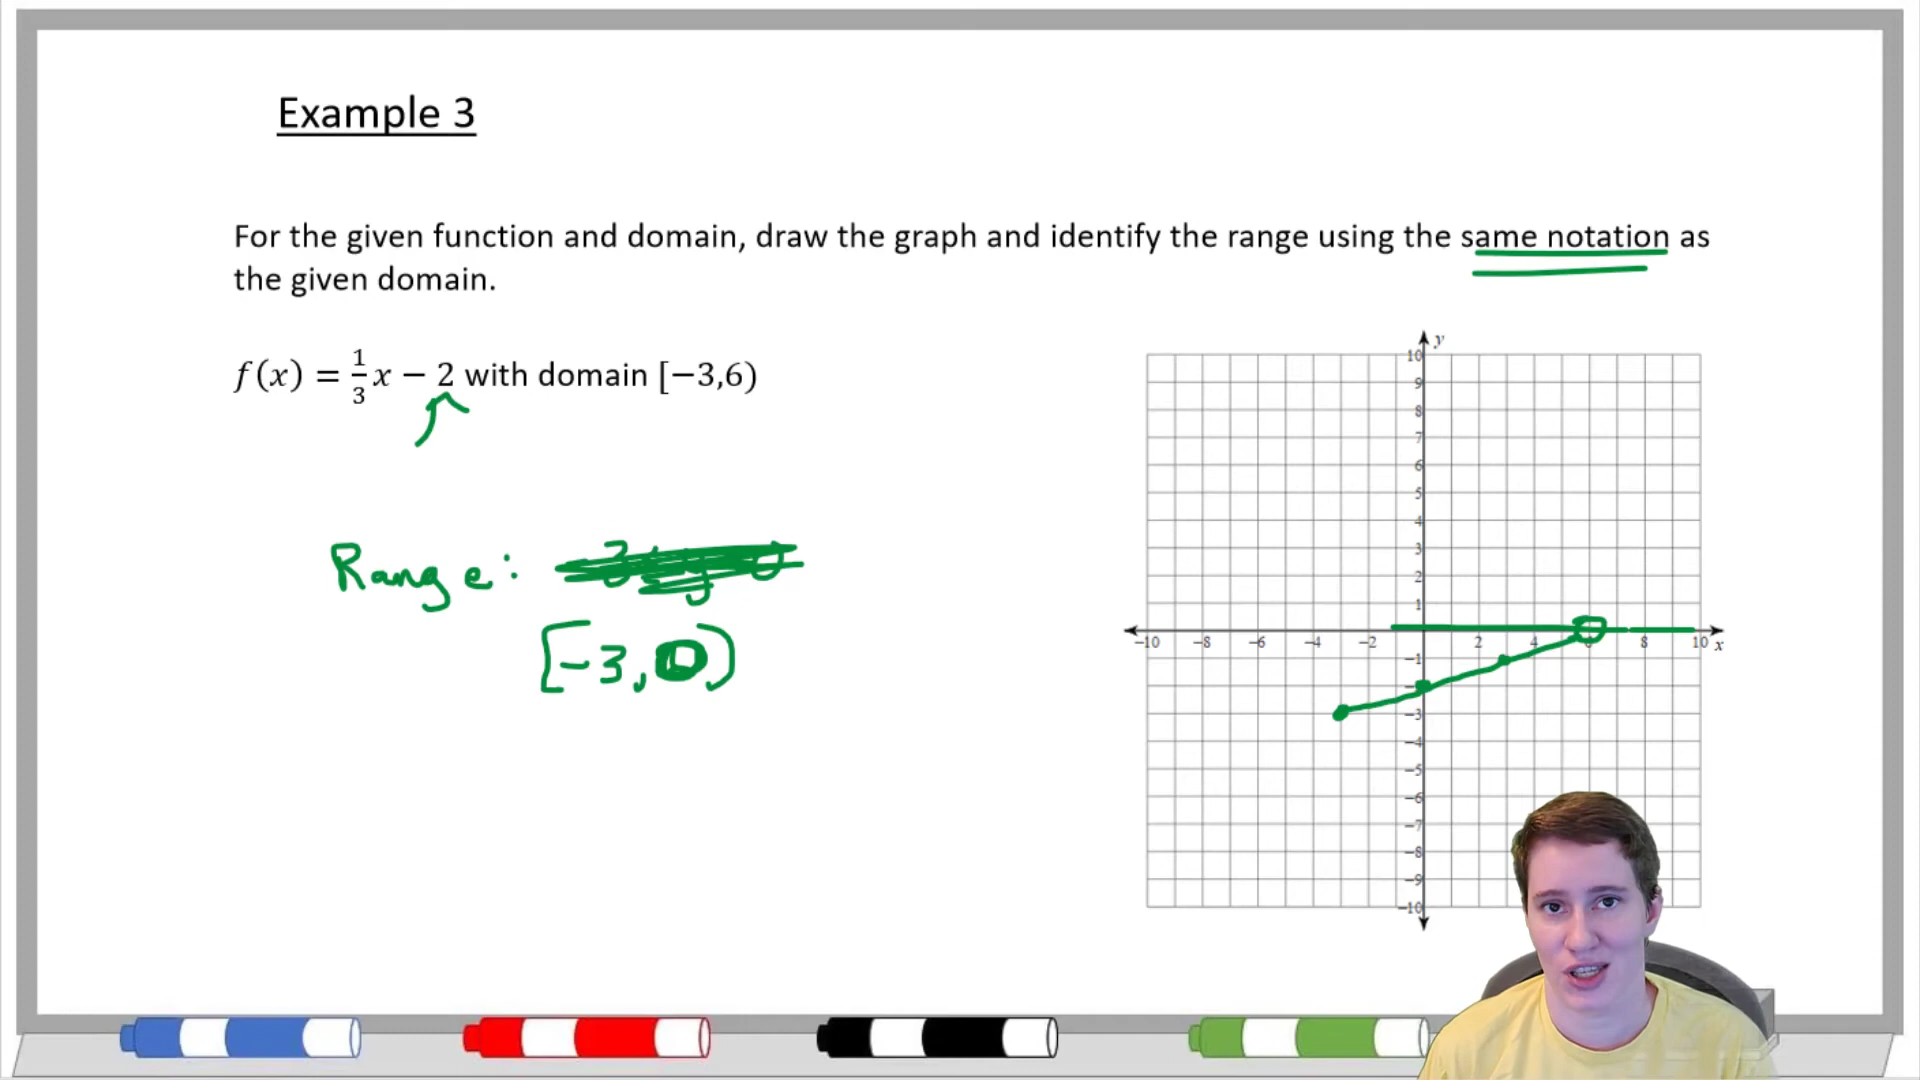 Example 3
For the given function and domain, draw the graph and identify the range using the same notation as
the given domain.
f(x) = 1/3 x − 2 with domain [−3,6)
Range:
[-3,0)
y
10
9
8
7
6
5
4
3
2
1
−10 −8 −6 −4 −2 2 4 8 10 x
−1
−3
−4
−5
−6
−7
−8
−9
−10